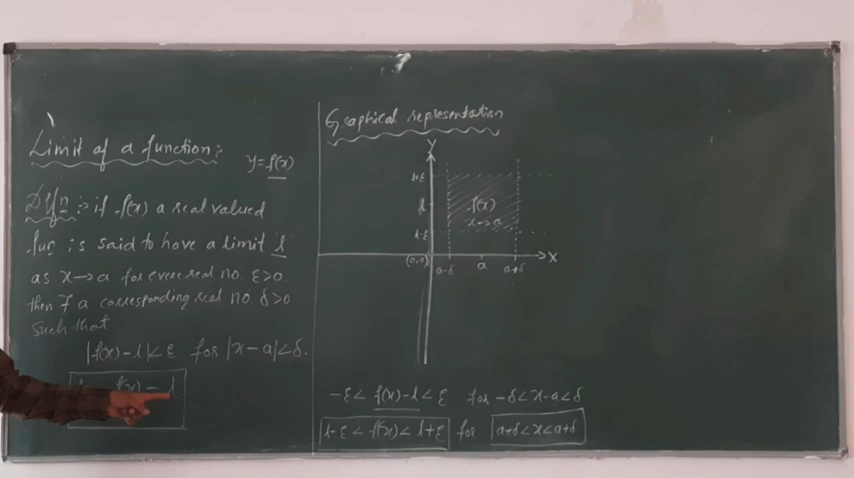 Limit of a function:
y=f(x)
Defn: if f(x) a real valued
fun is said to have a limit l
as x→a for every real no. ε>0
then ∃ a corresponding real no. δ>0
such that
|f(x)-l|<ε for |x-a|<δ.
f(x) = l
Graphical representation
Y
l+ε
l
f(x)
x→a
l-ε
(0,0) a-δ a a+δ X
-ε< f(x)-l<ε for -δ<x-a<δ
l-ε < f(x)< l+ε for a+δ<x<a+δ